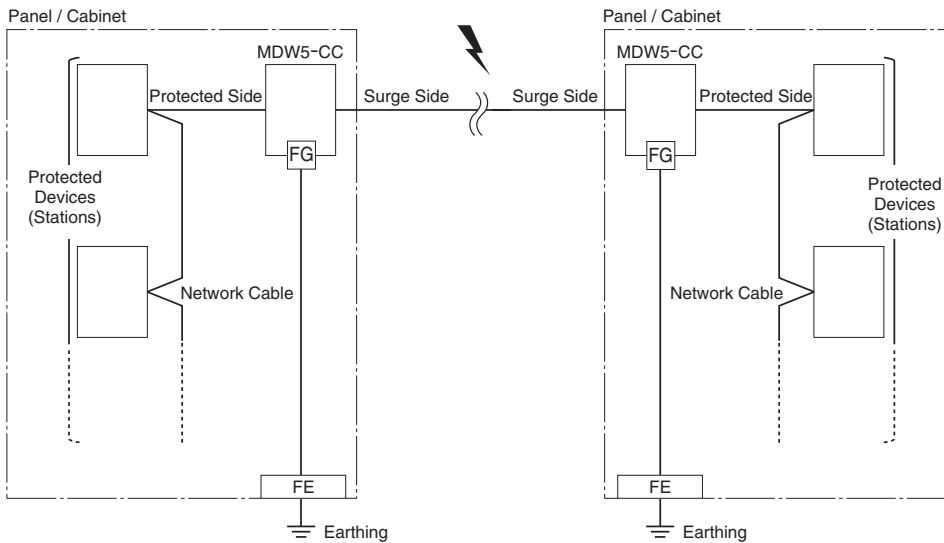 Panel / Cabinet
Panel / Cabinet
MDW5-CC
MDW5-CC
Protected Side
Surge Side
Surge Side
Protected Side
FG
FG
Protected
Devices
(Stations)
Protected
Devices
(Stations)
Network Cable
Network Cable
FE
FE
Earthing
Earthing